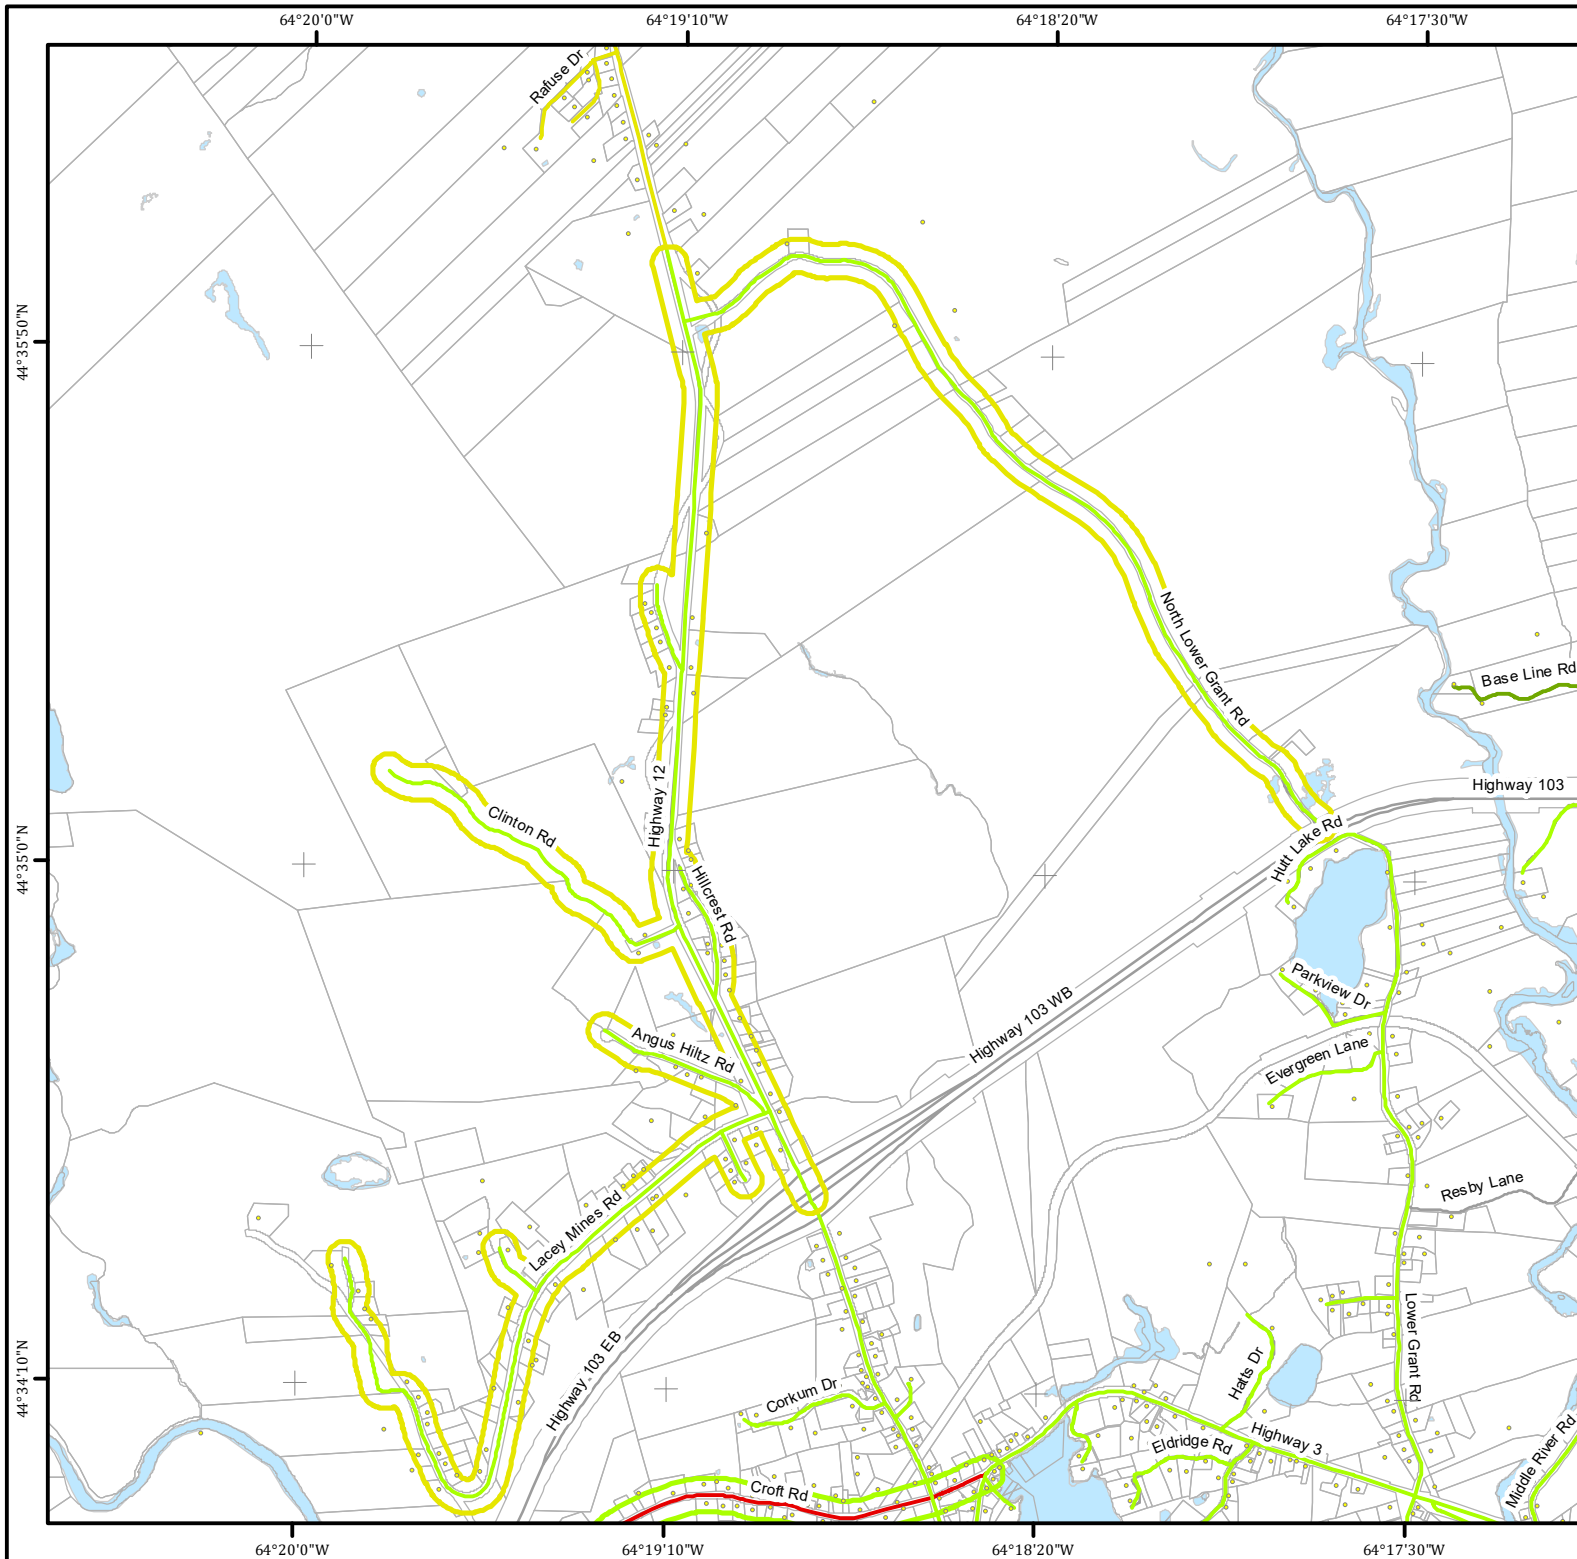 64°20'0"W
64°19'10"W
64°18'20"W
64°17'30"W
Rafuse Dr
44°35'50"N
North Lower Grant Rd
Base Line Rd
Highway 103
Highway 12
Clinton Rd
Hutt Lake Rd
44°35'0"N
Hillcrest Rd
Parkview Dr
Highway 103 WB
Angus Hiltz Rd
Evergreen Lane
Resby Lane
Lacey Mines Rd
Lower Grant Rd
Highway 103 EB
44°34'10"N
Hatts Dr
Corkum Dr
Highway 3
Eldridge Rd
Middle River Rd
Croft Rd
64°20'0"W
64°19'10"W
64°18'20"W
64°17'30"W